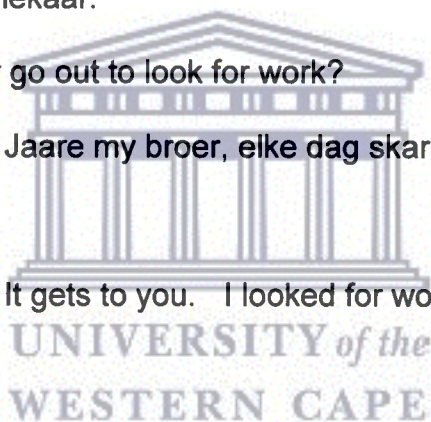 nekaar.
go out to look for work?
Jaare my broer, elke dag skar
It gets to you. I looked for wo
UNIVERSITY of the
WESTERN CAPE